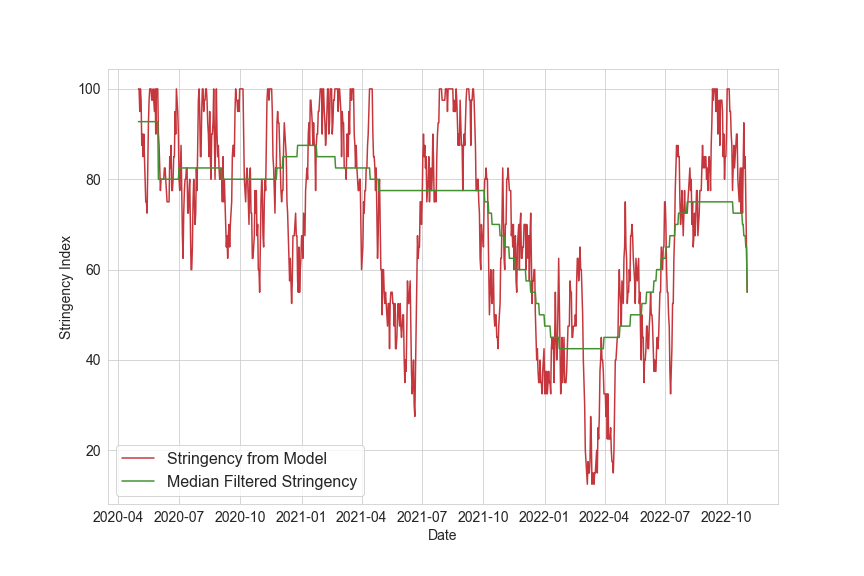 100
80
60
40
20
Stringency Index
Stringency from Model
Median Filtered Stringency
2020-04 2020-07 2020-10 2021-01 2021-04 2021-07 2021-10 2022-01 2022-04 2022-07 2022-10
Date